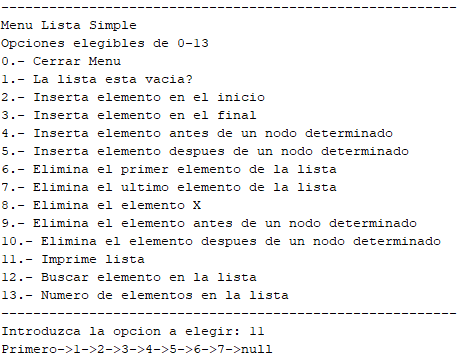 ---------------------------------------------------------
Menu Lista Simple
Opciones elegibles de 0-13
0.- Cerrar Menu
1.- La lista esta vacia?
2.- Inserta elemento en el inicio
3.- Inserta elemento en el final
4.- Inserta elemento antes de un nodo determinado
5.- Inserta elemento despues de un nodo determinado
6.- Elimina el primer elemento de la lista
7.- Elimina el ultimo elemento de la lista
8.- Elimina el elemento X
9.- Elimina el elemento antes de un nodo determinado
10.- Elimina el elemento despues de un nodo determinado
11.- Imprime lista
12.- Buscar elemento en la lista
13.- Numero de elementos en la lista
---------------------------------------------------------
Introduzca la opcion a elegir: 11
Primero->1->2->3->4->5->6->7->null